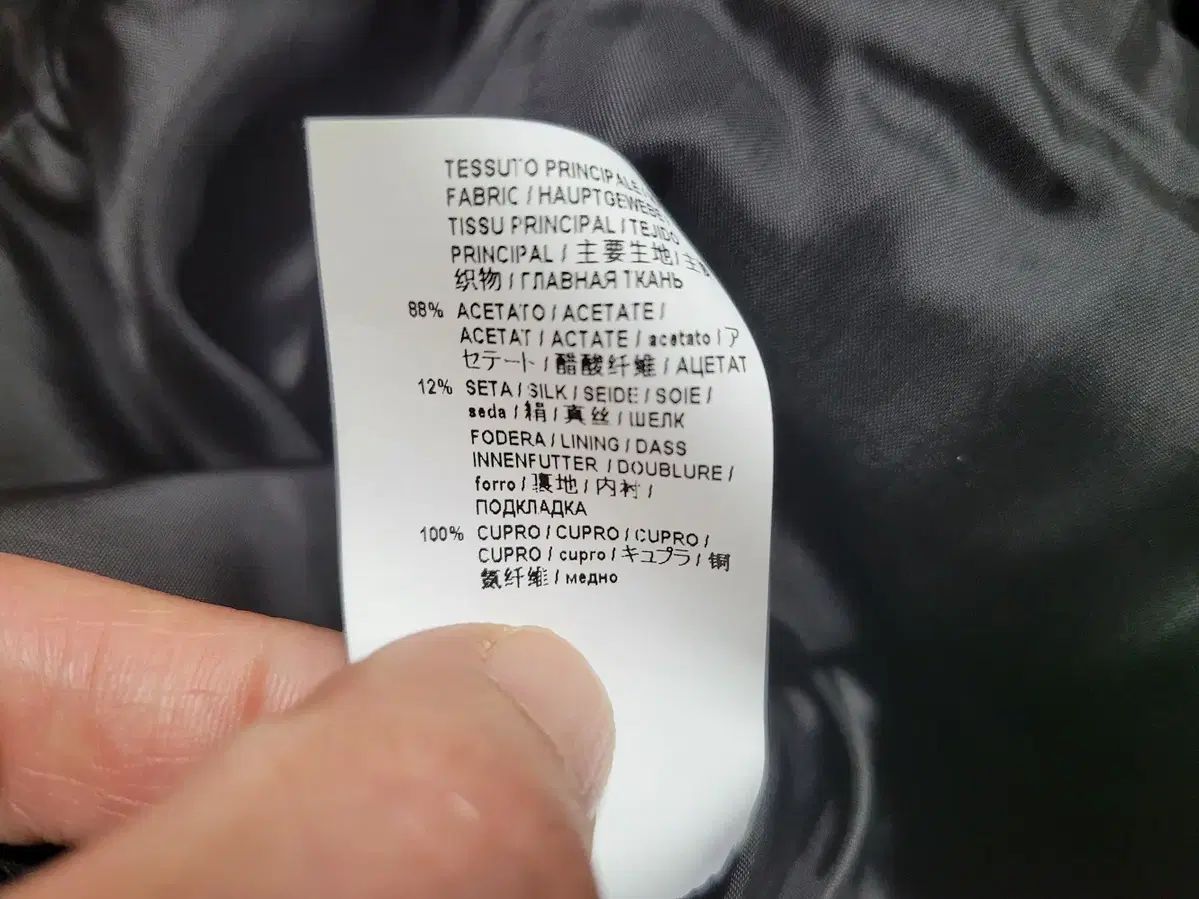 TESSUTO PRINCIPALE /
FABRIC / HAUPTGEWEBE
TISSU PRINCIPAL / TEJIDO
PRINCIPAL / 主要生地 / 主要
织物 / ГЛАВНАЯ ТКАНЬ
88% ACETATO / ACETATE /
ACETAT / ACTATE / acetato / ア
セテート / 醋酸纤维 / АЦЕТАТ
12% SETA / SILK / SEIDE / SOIE /
seda / 絹 / 真丝 / ШЕЛК
FODERA / LINING / DASS
INNENFUTTER / DOUBLURE /
forro / 裏地 / 内衬 /
ПОДКЛАДКА
100% CUPRO / CUPRO / CUPRO /
CUPRO / cupro / キュプラ / 铜
氨纤维 / медно